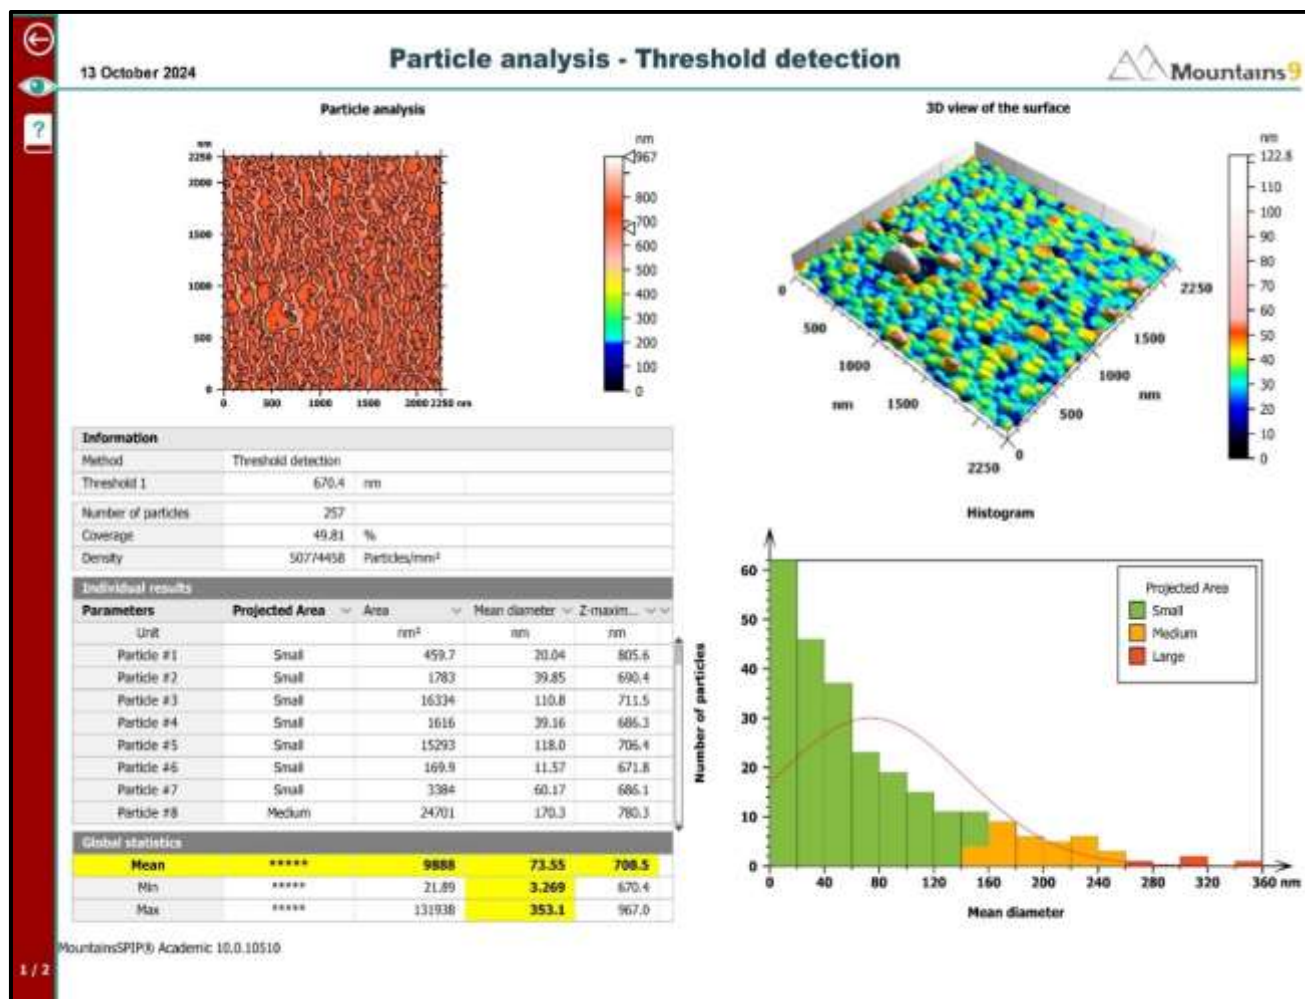 13 October 2024
Particle analysis - Threshold detection
Mountains9
Particle analysis
nm
2250
2000
1500
1000
500
0
0 500 1000 1500 2000 2250 nm
nm
967
800
700
600
500
400
300
200
100
0
3D view of the surface
0
500
1000
nm
1500
2250
0
500
nm
1000
1500
2250
nm
122.8
110
100
90
80
70
60
50
40
30
20
10
0
Information
Method Threshold detection
Threshold 1 670.4 nm
Number of particles 257
Coverage 49.81 %
Density 50774458 Particles/mm²
Individual results
Parameters Projected Area Area Mean diameter Z-maxim...
Unit nm² nm nm
Particle #1 Small 459.7 20.04 805.6
Particle #2 Small 1783 39.85 690.4
Particle #3 Small 16334 110.8 711.5
Particle #4 Small 1616 39.16 686.3
Particle #5 Small 15293 118.0 706.4
Particle #6 Small 169.9 11.57 671.8
Particle #7 Small 3384 60.17 686.1
Particle #8 Medium 24701 170.3 780.3
Global statistics
Mean ***** 9888 73.55 708.5
Min ***** 21.89 3.269 670.4
Max ***** 131938 353.1 967.0
Histogram
Number of particles
60
50
40
30
20
10
0
0 40 80 120 160 200 240 280 320 360 nm
Mean diameter
Projected Area
Small
Medium
Large
MountainsSPIP® Academic 10.0.10510
1 / 2
?